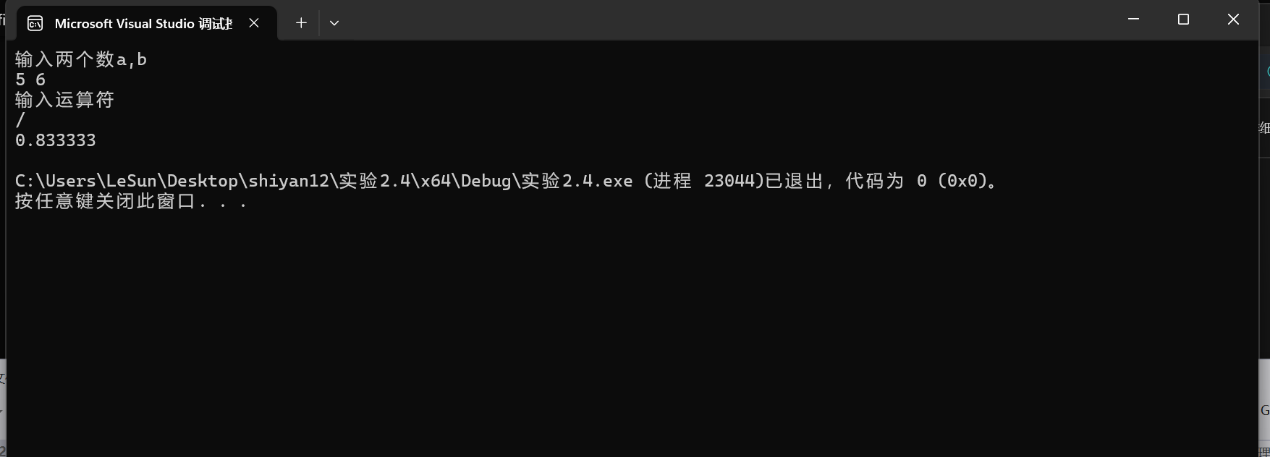 Microsoft Visual Studio 调试
输入两个数a,b
5 6
输入运算符
/
0.833333
C:\Users\LeSun\Desktop\shiyan12\实验2.4\x64\Debug\实验2.4.exe (进程 23044)已退出，代码为 0 (0x0)。
按任意键关闭此窗口. . .